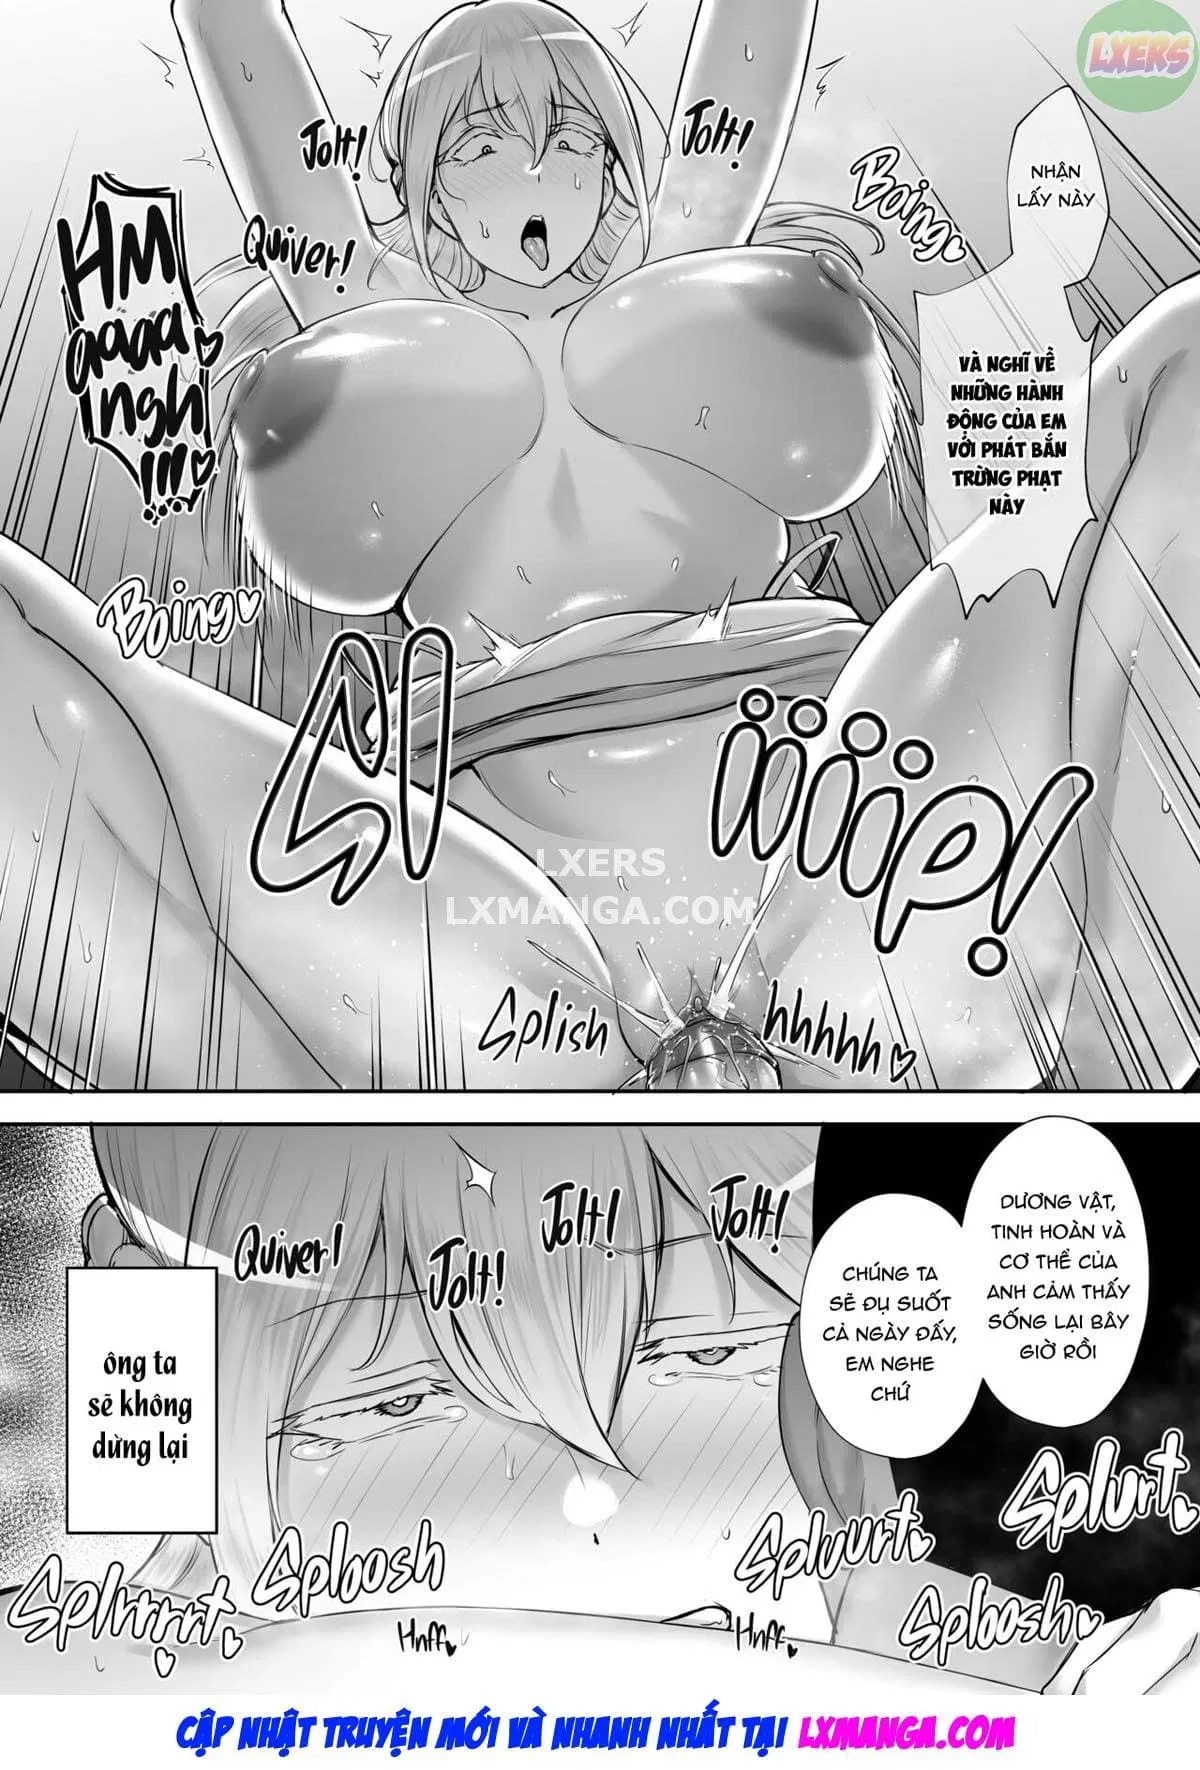 LXERS
NHẬN
LẤY NÀY
Jolt!
Jolt!
Boing
Quiver!
HM
aaaa
ngh
!!!
VÀ NGHĨ VỀ
NHỮNG HÀNH
ĐỘNG CỦA EM
VỚI PHÁT BẮN
TRỪNG PHẠT
NÀY
Boing
LXERS
LXMANGA.COM
Splish
hhhhhh
DƯƠNG VẬT,
TINH HOÀN VÀ
CƠ THỂ CỦA
ANH CẢM THẤY
SỐNG LẠI BÂY
GIỜ RỒI
CHÚNG TA
SẼ ĐỤ SUỐT
CẢ NGÀY ĐẤY,
EM NGHE
CHỨ
Jolt!
Jolt!
Quiver!
Jolt!
ông ta
sẽ không
dừng lại
Splurt
Sploosh
Spluurt
Splrrrrt
Sploosh
Hnff
Hnff
CẬP NHẬT TRUYỆN MỚI VÀ NHANH NHẤT TẠI LXMANGA.COM